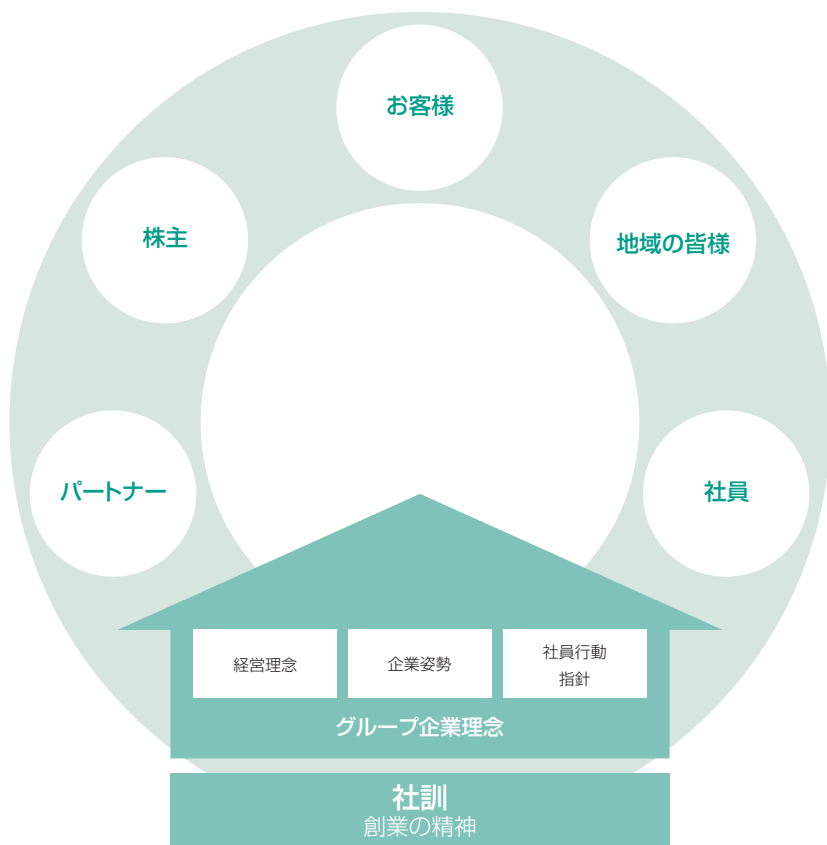 お客様
株主
地域の皆様
パートナー
社員
経営理念
企業姿勢
社員行動
指針
グループ企業理念
社訓
創業の精神